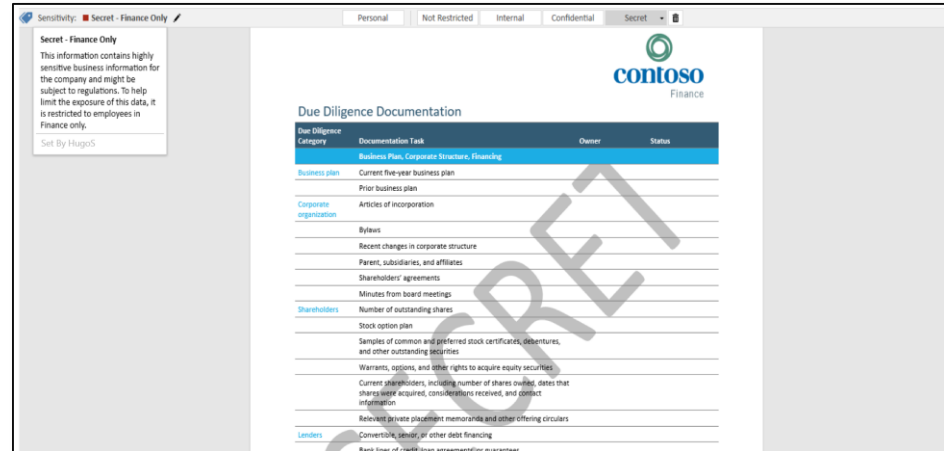 Sensitivity: Secret - Finance Only
Personal Not Restricted Internal Confidential Secret
Secret - Finance Only
This information contains highly
sensitive business information for
the company and might be
subject to regulations. To help
limit the exposure of this data, it
is restricted to employees in
Finance only.
Set By HugoS
contoso
Finance
Due Diligence Documentation
Due Diligence
Category Documentation Task Owner Status
Business Plan, Corporate Structure, Financing
Business plan Current five-year business plan
Prior business plan
Corporate Articles of incorporation
organization
Bylaws
Recent changes in corporate structure
Parent, subsidiaries, and affiliates
Shareholders' agreements
Minutes from board meetings
Shareholders Number of outstanding shares
Stock option plan
Samples of common and preferred stock certificates, debentures,
and other outstanding securities
Warrants, options, and other rights to acquire equity securities
Current shareholders, including number of shares owned, dates that
shares were acquired, considerations received, and contact
information
Relevant private placement memoranda and other offering circulars
Lenders Convertible, senior, or other debt financing
Bank lines of credit, loan agreements, or guarantees
SECRET